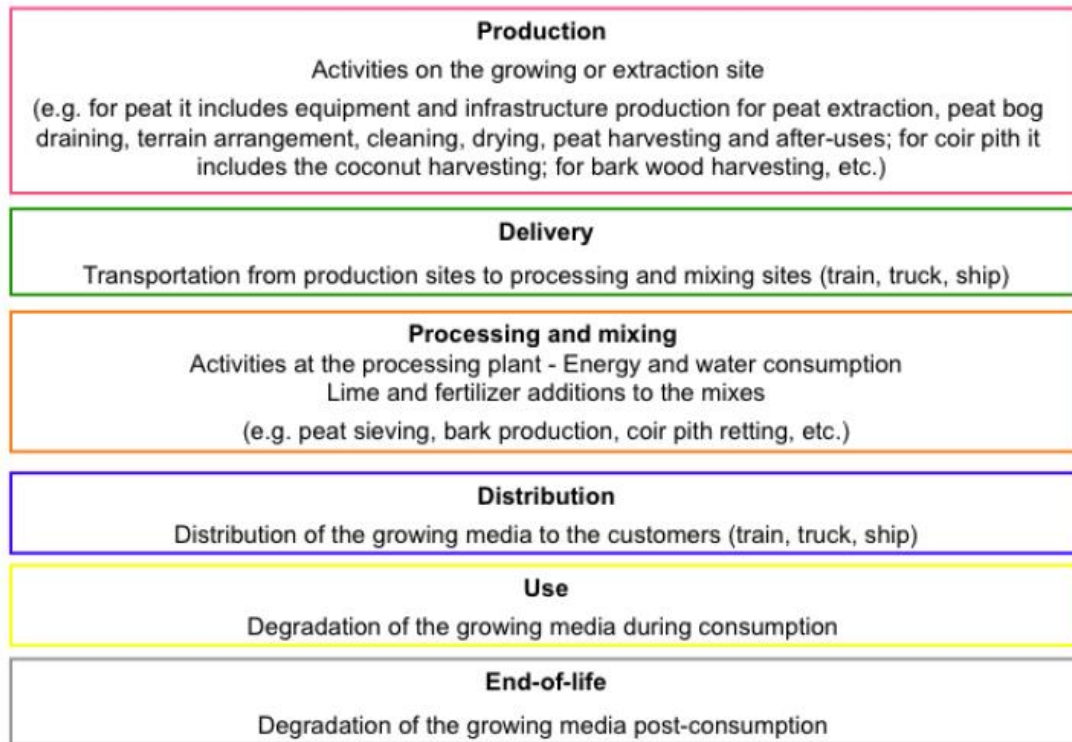 Production
Activities on the growing or extraction site
(e.g. for peat it includes equipment and infrastructure production for peat extraction, peat bog
draining, terrain arrangement, cleaning, drying, peat harvesting and after-uses; for coir pith it
includes the coconut harvesting; for bark wood harvesting, etc.)
Delivery
Transportation from production sites to processing and mixing sites (train, truck, ship)
Processing and mixing
Activities at the processing plant - Energy and water consumption
Lime and fertilizer additions to the mixes
(e.g. peat sieving, bark production, coir pith retting, etc.)
Distribution
Distribution of the growing media to the customers (train, truck, ship)
Use
Degradation of the growing media during consumption
End-of-life
Degradation of the growing media post-consumption